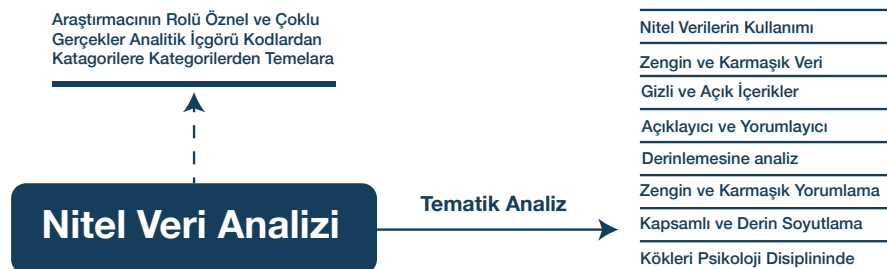 Araştırmacının Rolü Öznel ve Çoklu
Gerçekler Analitik İçgörü Kodlardan
Katagorilere Kategorilerden Temelara
Nitel Veri Analizi
Tematik Analiz
Nitel Verilerin Kullanımı
Zengin ve Karmaşık Veri
Gizli ve Açık İçerikler
Açıklayıcı ve Yorumlayıcı
Derinlemesine analiz
Zengin ve Karmaşık Yorumlama
Kapsamlı ve Derin Soyutlama
Kökleri Psikoloji Disiplininde